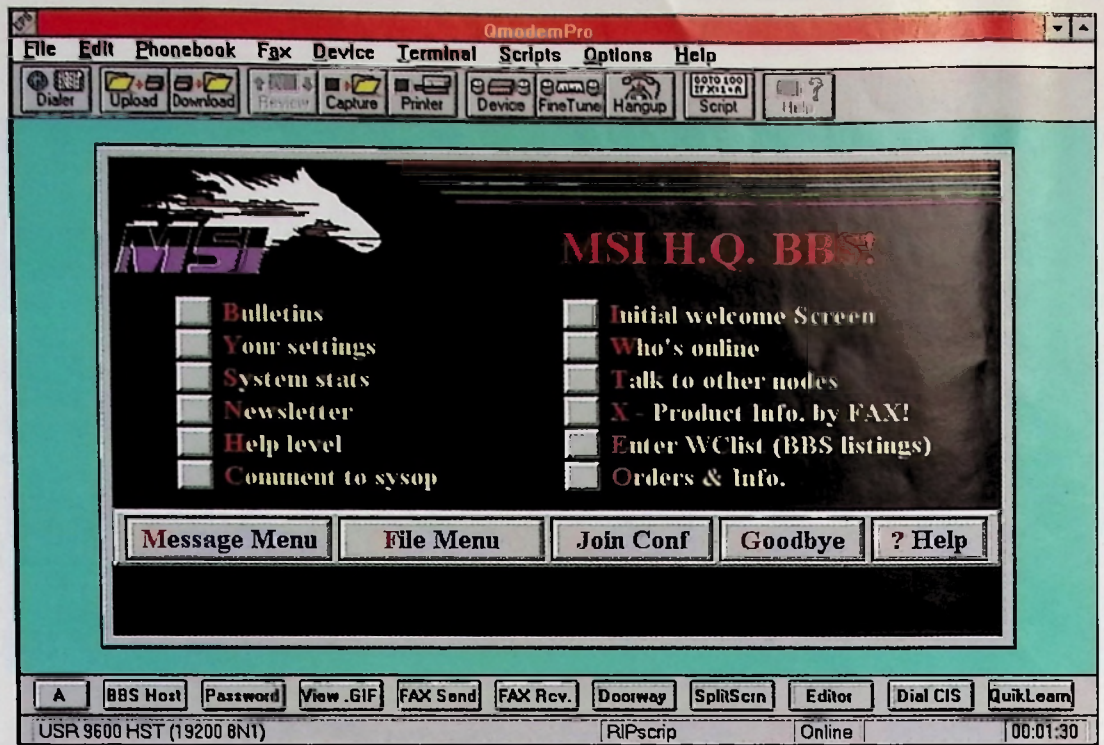 QmodemPro
File Edit Phonebook Fax Device Terminal Scripts Options Help
Dialer Upload Download Review Capture Printer Device FineTune Hangup Script Help
GOTO 100
IF X=1+A
MSI
MSI H.Q. BBS!
Bulletins
Your settings
System stats
Newsletter
Help level
Comment to sysop
Initial welcome Screen
Who's online
Talk to other nodes
X - Product Info. by FAX!
Enter WClist (BBS listings)
Orders & Info.
Message Menu File Menu Join Conf Goodbye ? Help
A BBS Host Password View .GIF FAX Send FAX Rcv. Doorway SplitScrn Editor Dial CIS QuikLearn
USR 9600 HST (19200 8N1) RIPscrip Online 00:01:30